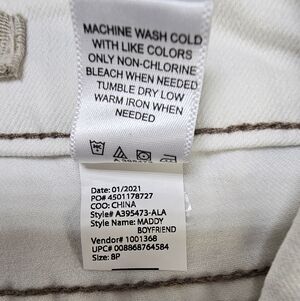 MACHINE WASH COLD
WITH LIKE COLORS
ONLY NON-CHLORINE
BLEACH WHEN NEEDED
TUMBLE DRY LOW
WARM IRON WHEN
NEEDED
A 395473
Date: 01/2021
PO# 4501178727
COO: CHINA
Style# A395473-ALA
Style Name: MADDY
BOYFRIEND
Vendor# 1001368
UPC# 008868764584
Size: 8P